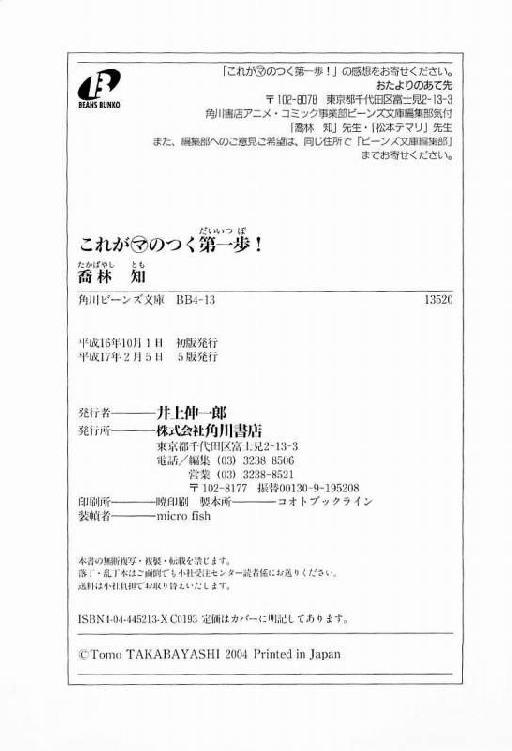 BEANS BUNKO
「これが㋮のつく第一歩！」の感想をお寄せください。
おたよりのあて先
〒102-8078 東京都千代田区富士見2-13-3
角川書店アニメ・コミック事業部ビーンズ文庫編集部気付
「喬林 知」先生・「松本テマリ」先生
また、編集部へのご意見ご希望は、同じ住所で「ビーンズ文庫編集部」
までお寄せください。
だいいっ ぽ
これが㋮のつく第一歩！
たかばやし とも
喬林 知
角川ビーンズ文庫 BB4-13 13520
平成16年10月1日 初版発行
平成17年2月5日 5版発行
発行者―――井上伸一郎
発行所―――株式会社角川書店
東京都千代田区富士見2-13-3
電話／編集 (03) 3238-8506
営業 (03) 3238-8521
〒102-8177 振替00130-9-195208
印刷所―――暁印刷 製本所―――コオトブックライン
装幀者―――micro fish
本書の無断複写・複製・転載を禁じます。
落丁・乱丁本はご面倒でも小社受注センター読者係にお送りください。
送料は小社負担でお取り替えいたします。
ISBN4-04-445213-X C0193 定価はカバーに明記してあります。
©Tomo TAKABAYASHI 2004 Printed in Japan